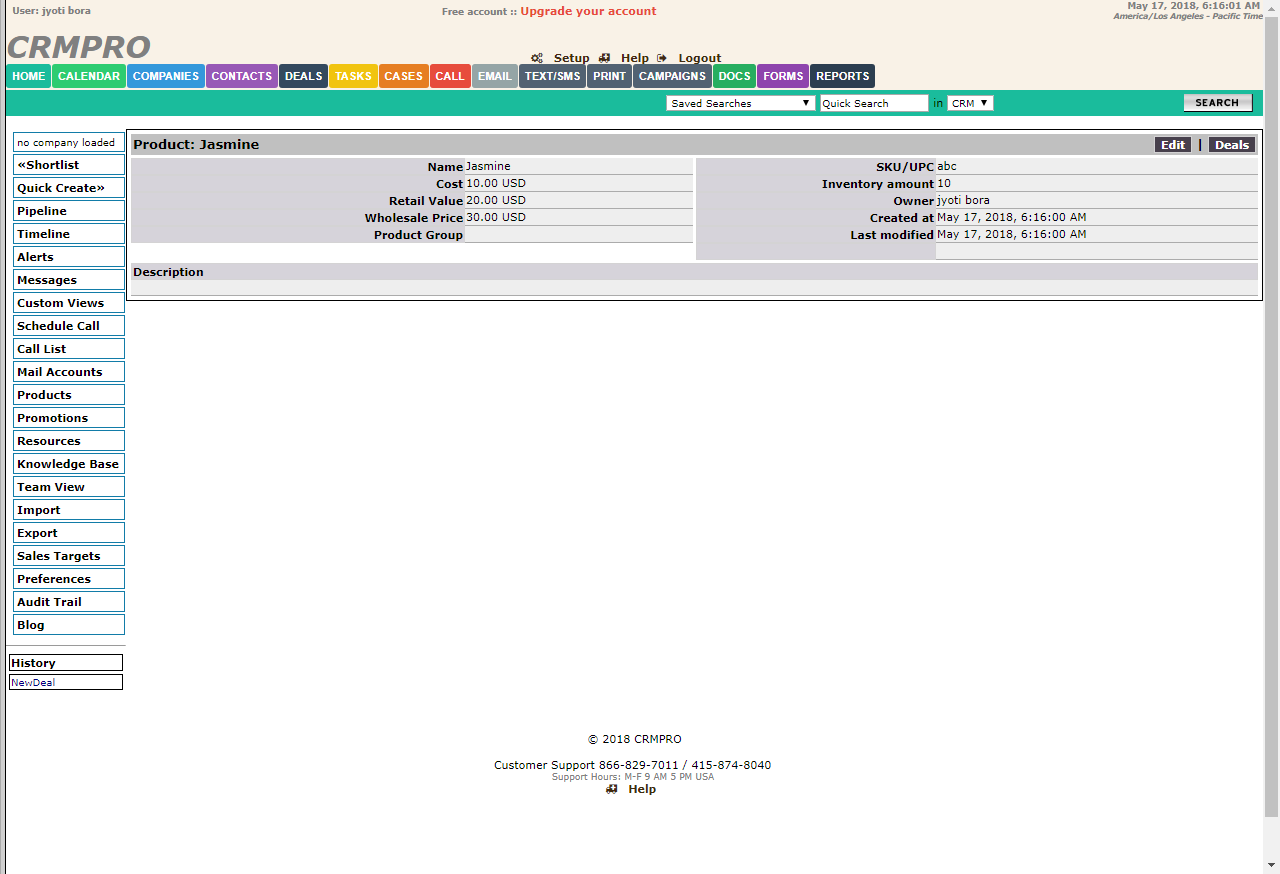 User: jyoti bora
Free account :: Upgrade your account
May 17, 2018, 6:16:01 AM
America/Los Angeles - Pacific Time
CRMPRO
Setup Help Logout
HOME CALENDAR COMPANIES CONTACTS DEALS TASKS CASES CALL EMAIL TEXT/SMS PRINT CAMPAIGNS DOCS FORMS REPORTS
Saved Searches Quick Search in CRM SEARCH
no company loaded
«Shortlist
Quick Create»
Pipeline
Timeline
Alerts
Messages
Custom Views
Schedule Call
Call List
Mail Accounts
Products
Promotions
Resources
Knowledge Base
Team View
Import
Export
Sales Targets
Preferences
Audit Trail
Blog
History
NewDeal
Product: Jasmine Edit | Deals
Name Jasmine
Cost 10.00 USD
Retail Value 20.00 USD
Wholesale Price 30.00 USD
Product Group
SKU/UPC abc
Inventory amount 10
Owner jyoti bora
Created at May 17, 2018, 6:16:00 AM
Last modified May 17, 2018, 6:16:00 AM
Description
© 2018 CRMPRO
Customer Support 866-829-7011 / 415-874-8040
Support Hours: M-F 9 AM 5 PM USA
Help